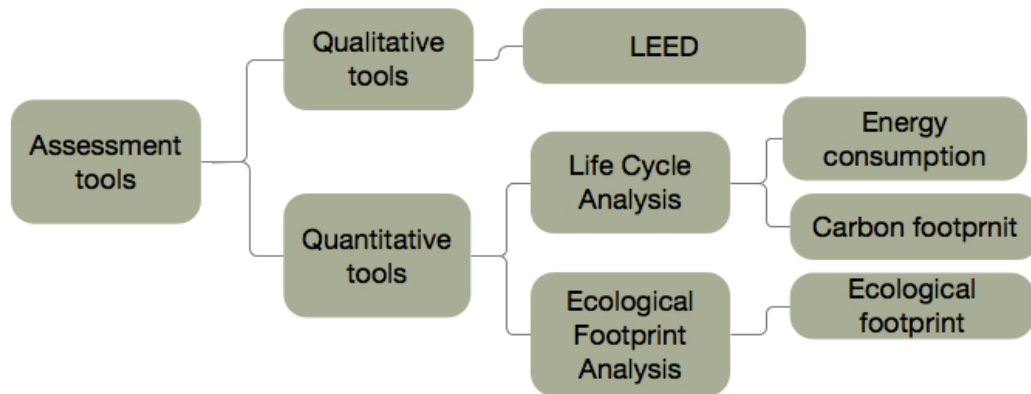 Assessment
tools
Qualitative
tools
LEED
Quantitative
tools
Life Cycle
Analysis
Energy
consumption
Carbon footprnit
Ecological
Footprint
Analysis
Ecological
footprint